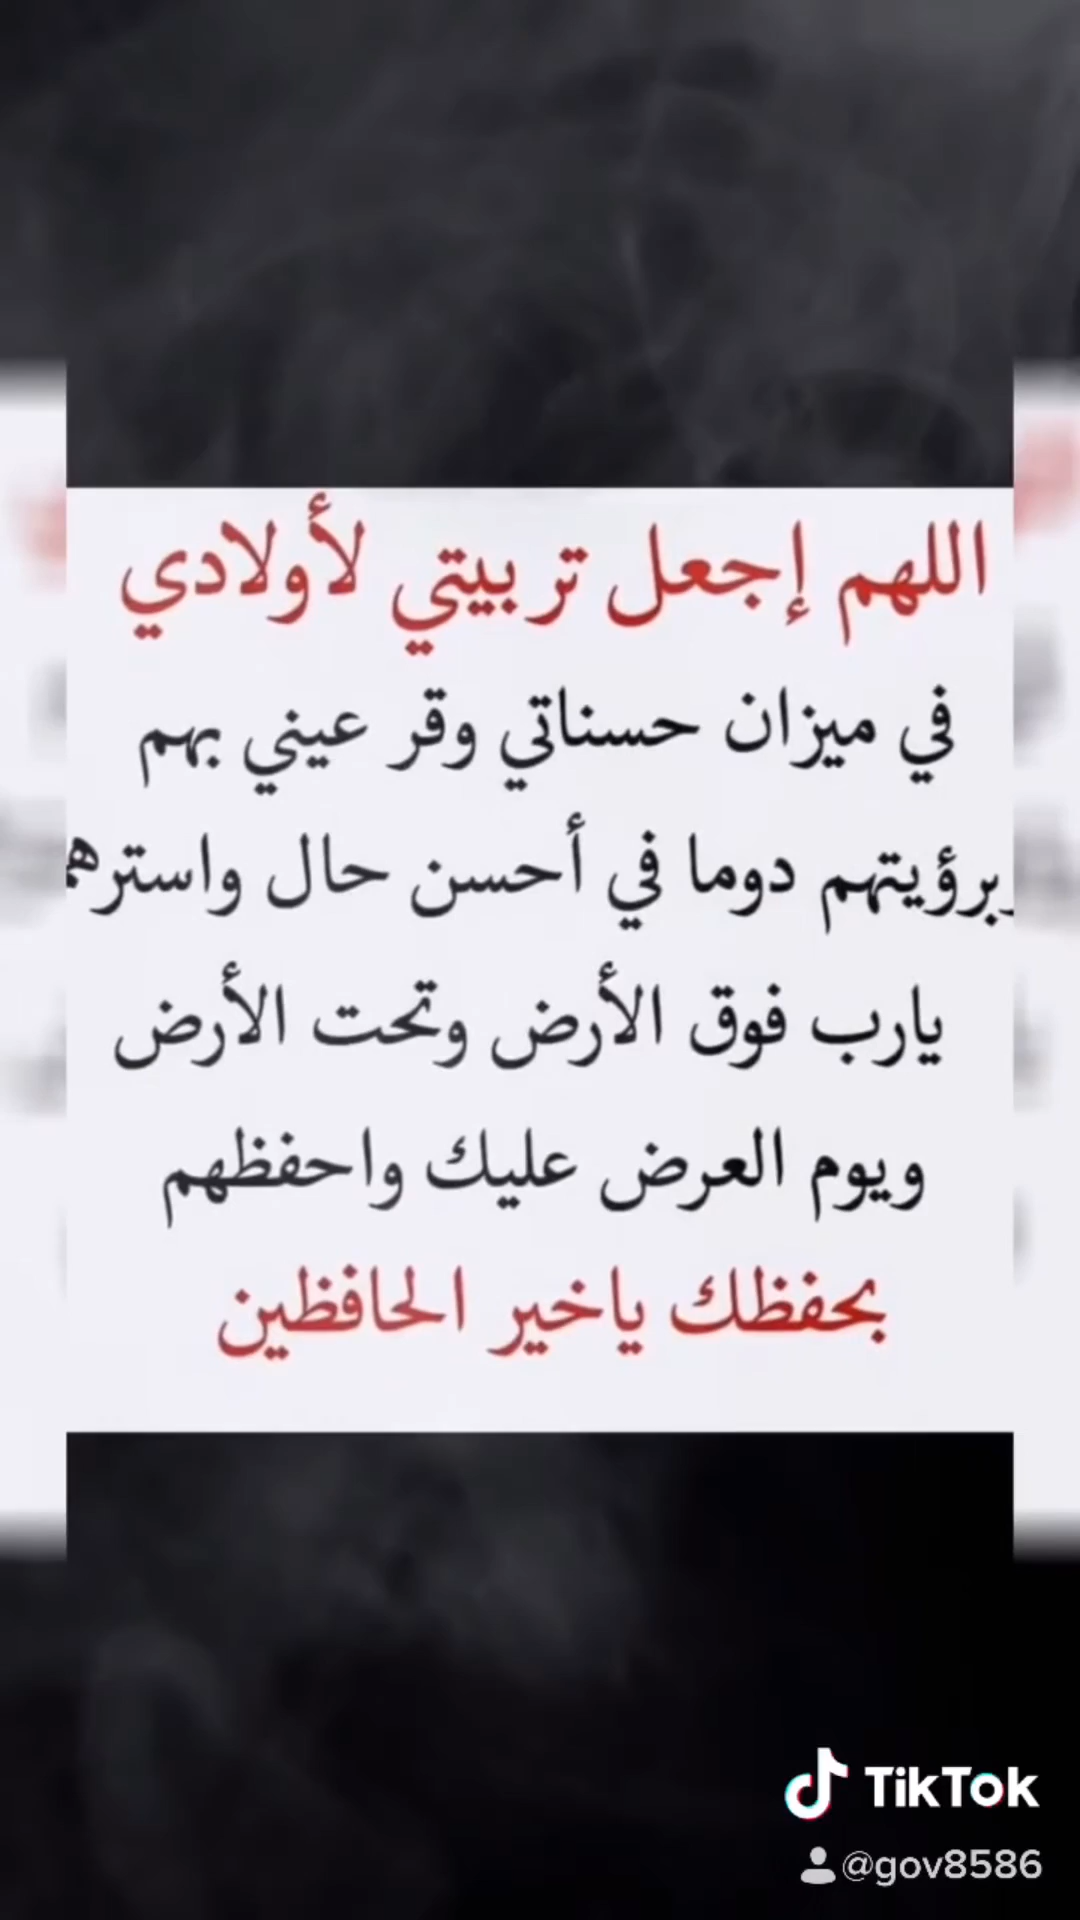 اللهم إجعل تربيتي لأولادي
في ميزان حسناتي وقر عيني بهم
وبرؤيتهم دوما في أحسن حال واسترهم
يارب فوق الأرض وتحت الأرض
ويوم العرض عليك واحفظهم
بحفظك ياخير الحافظين
TikTok
@gov8586